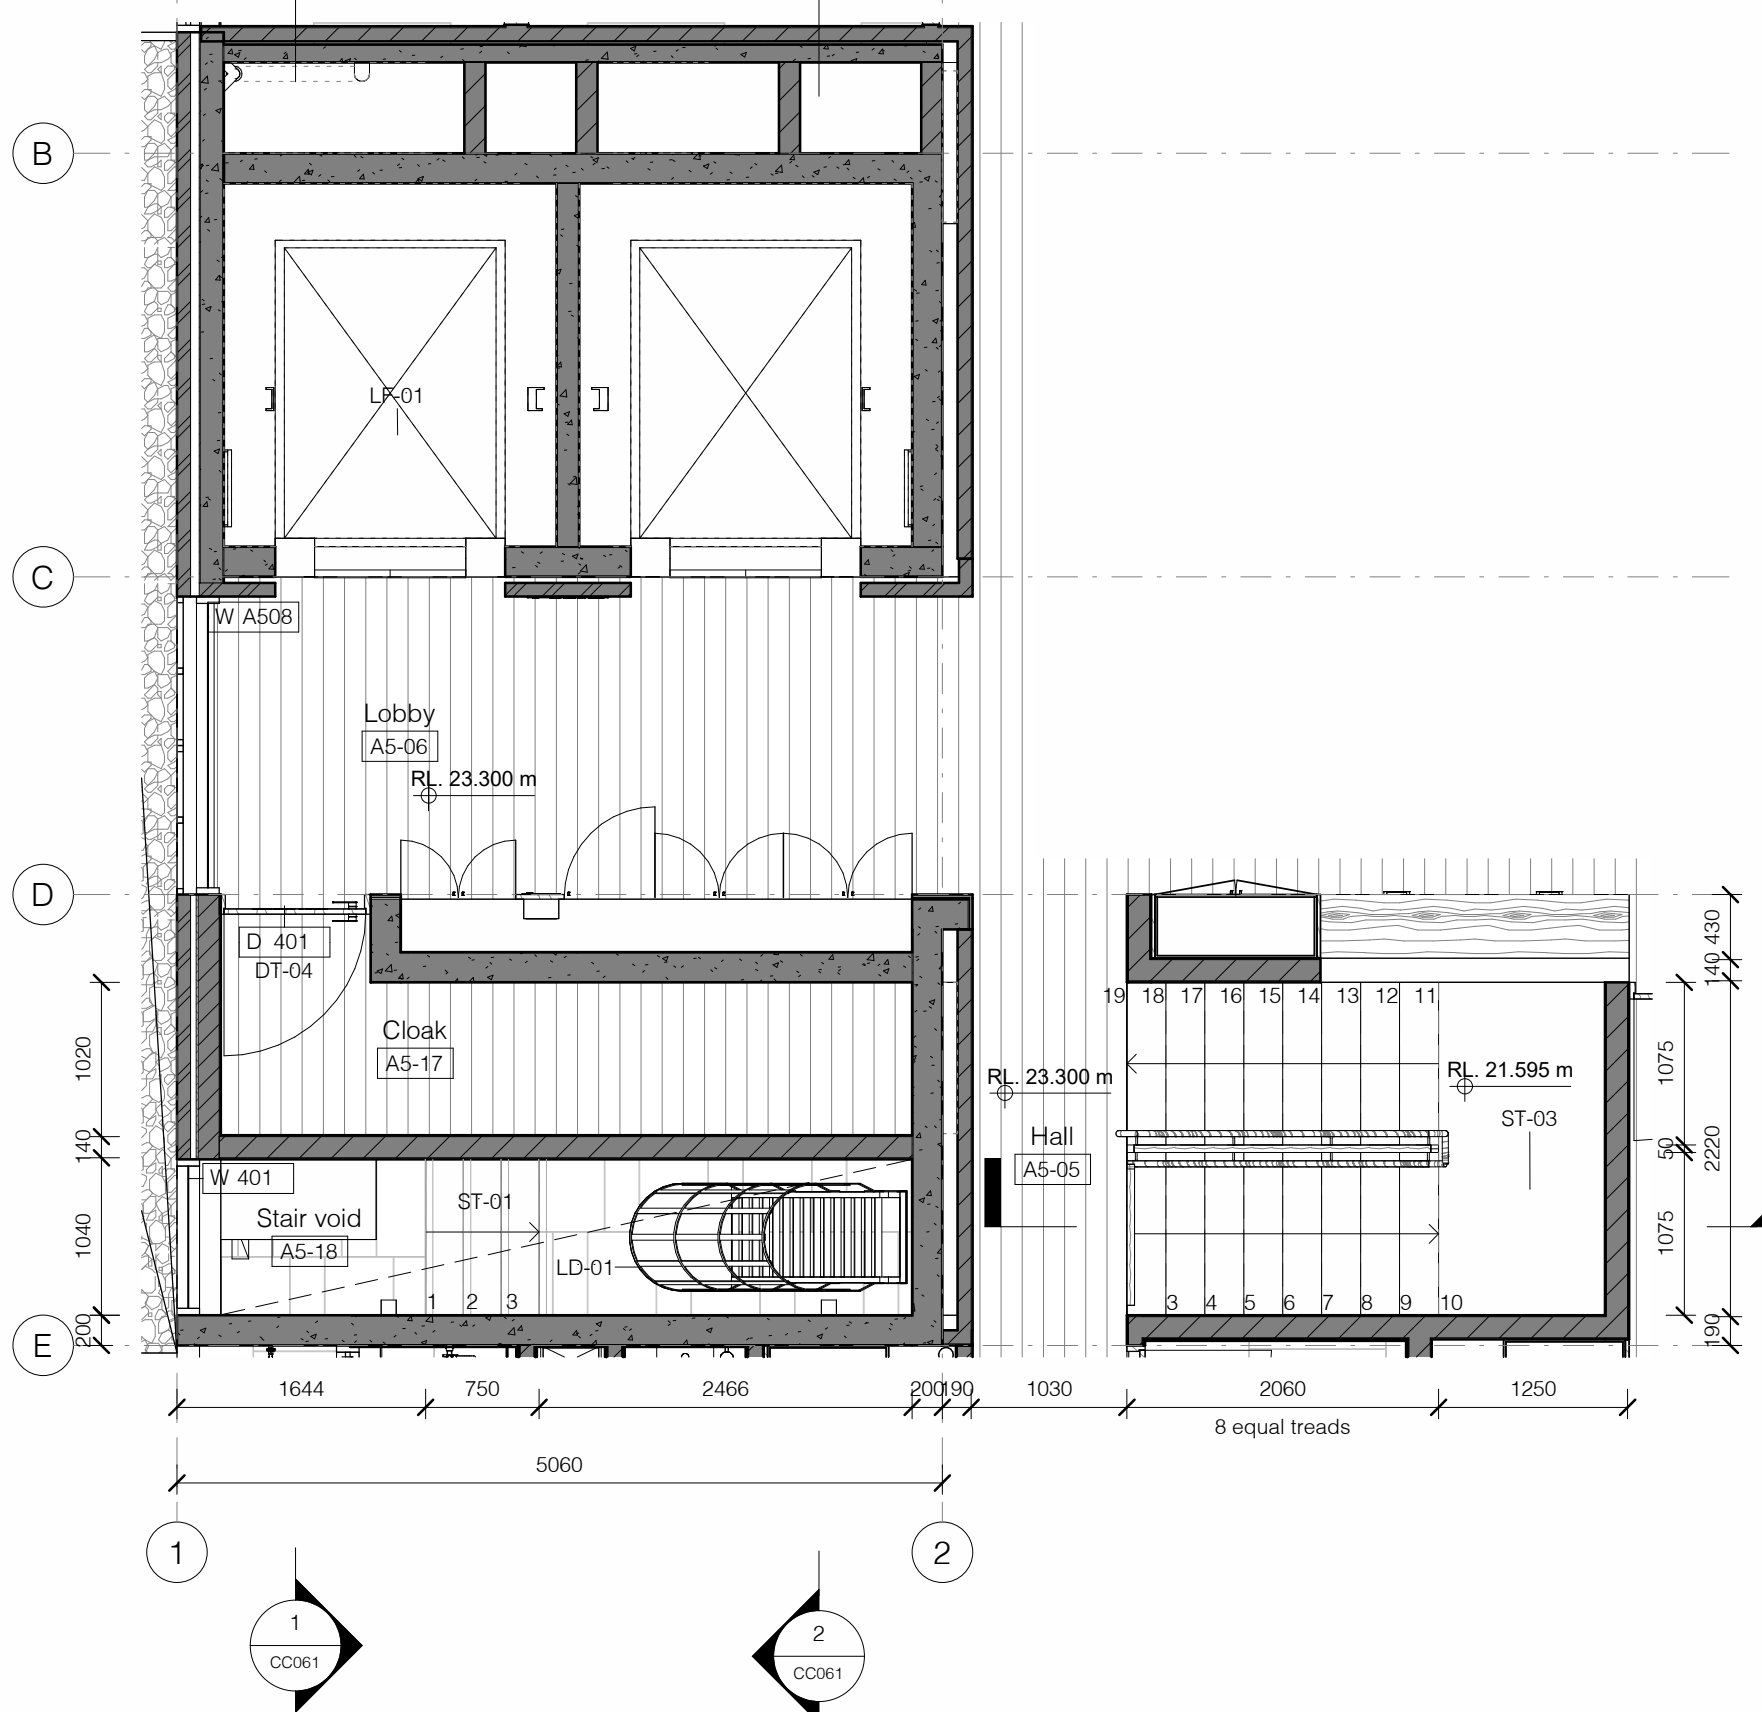 B
LF-01
C
W A508
Lobby
A5-06
RL. 23.300 m
D
D 401
DT-04
430
140
19 18 17 16 15 14 13 12 11
Cloak
A5-17
1020
RL. 23.300 m
RL. 21.595 m
1075
ST-03
Hall
A5-05
140
50
2220
W 401
ST-01
Stair void
A5-18
1040
LD-01
1075
1 2 3
3 4 5 6 7 8 9 10
200
190
E
1644 750 2466 200 190 1030 2060 1250
8 equal treads
5060
1
2
1
CC061
2
CC061